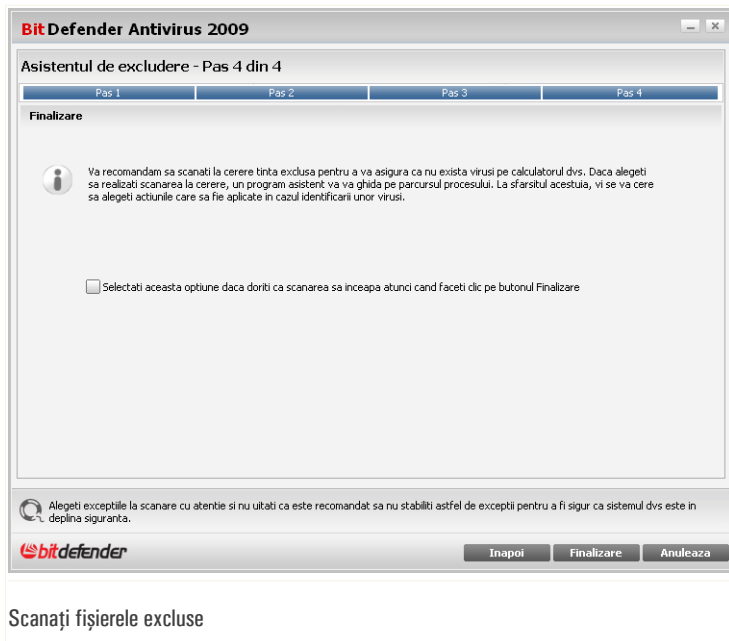 BitDefender Antivirus 2009
Asistentul de excludere - Pas 4 din 4
Pas 1 Pas 2 Pas 3 Pas 4
Finalizare
Va recomandam sa scanati la cerere tinta exclusa pentru a va asigura ca nu exista virusi pe calculatorul dvs. Daca alegeti
sa realizati scanarea la cerere, un program asistent va va ghida pe parcursul procesului. La sfarsitul acestuia, vi se va cere
sa alegeti actiunile care sa fie aplicate in cazul identificarii unor virusi.
Selectati aceasta optiune daca doriti ca scanarea sa inceapa atunci cand faceti clic pe butonul Finalizare
Alegeti exceptiile la scanare cu atentie si nu uitati ca este recomandat sa nu stabiliti astfel de exceptii pentru a fi sigur ca sistemul dvs este in
deplina siguranta.
bitdefender
Inapoi Finalizare Anuleaza
Scanați fișierele excluse